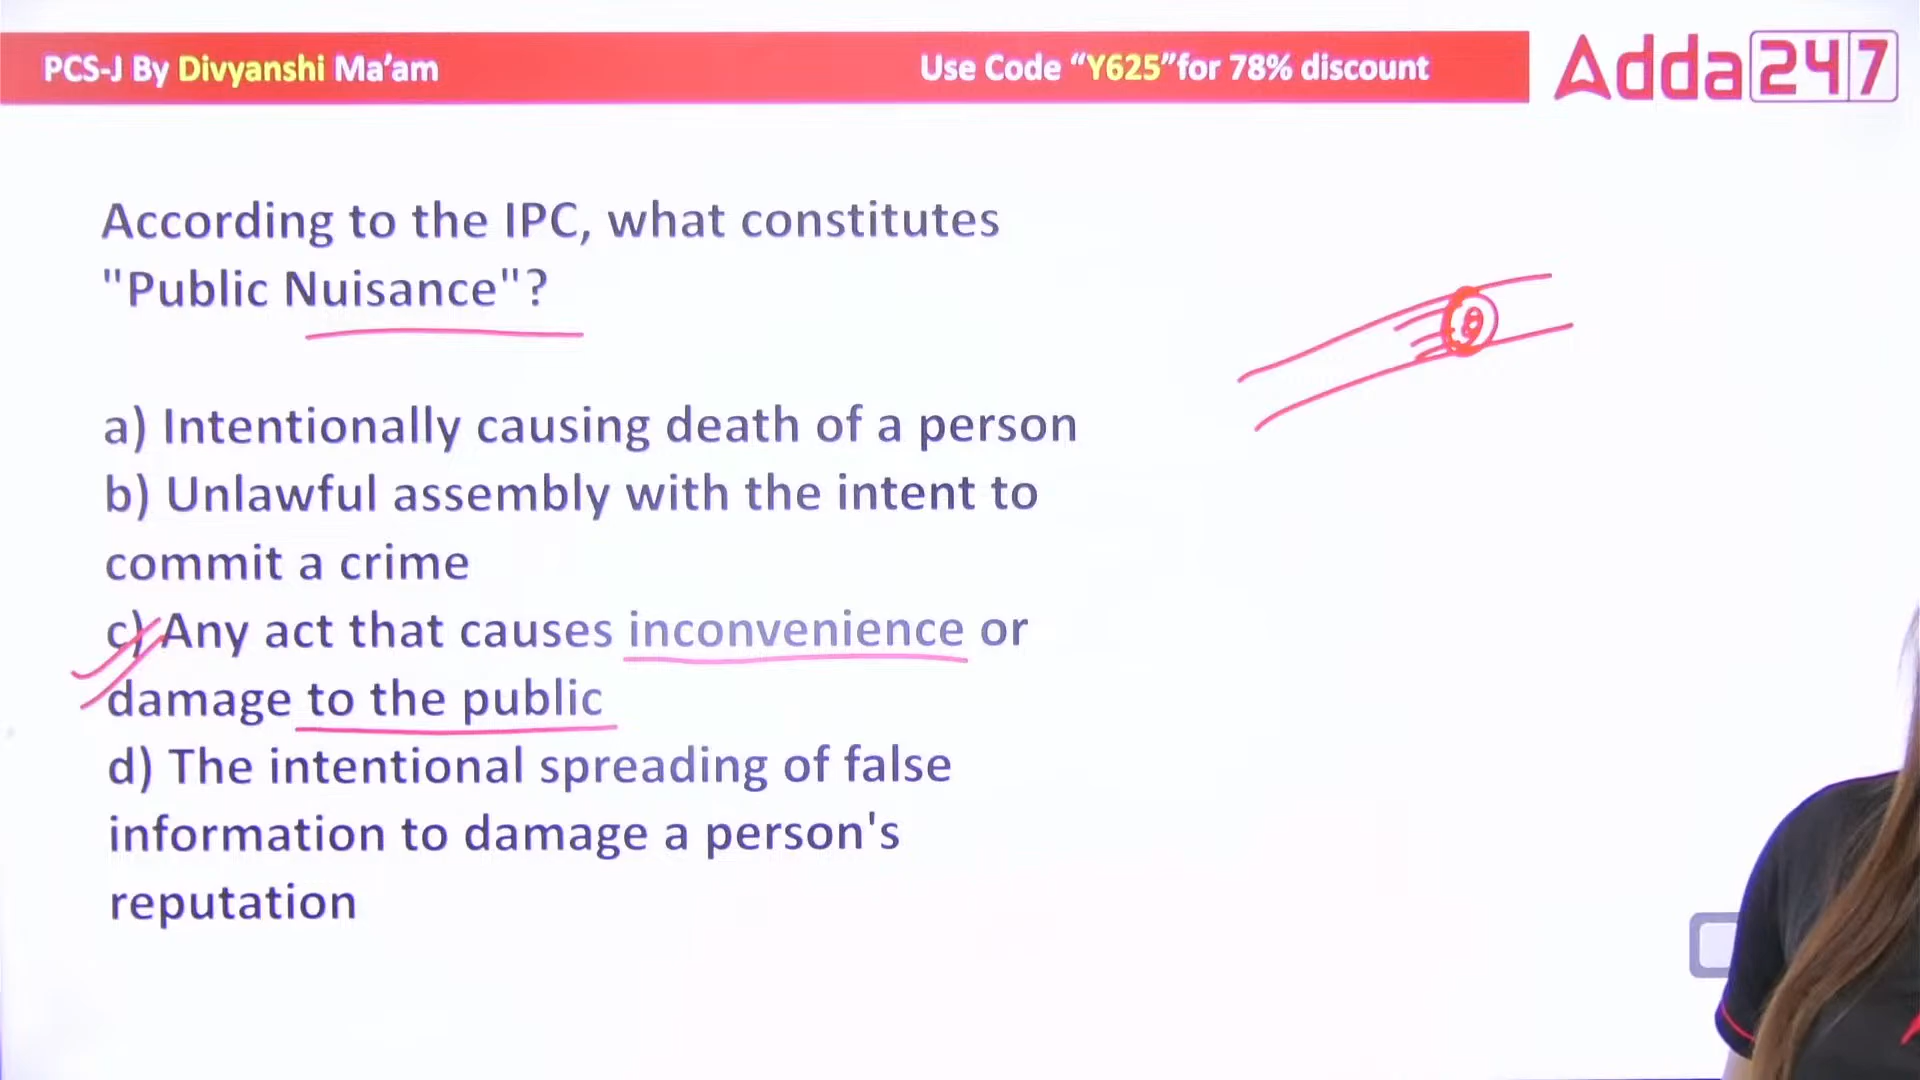 PCS-J By Divyanshi Ma’am
Use Code “Y625”for 78% discount
Adda247
According to the IPC, what constitutes
"Public Nuisance"?
a) Intentionally causing death of a person
b) Unlawful assembly with the intent to
commit a crime
c) Any act that causes inconvenience or
damage to the public
d) The intentional spreading of false
information to damage a person's
reputation